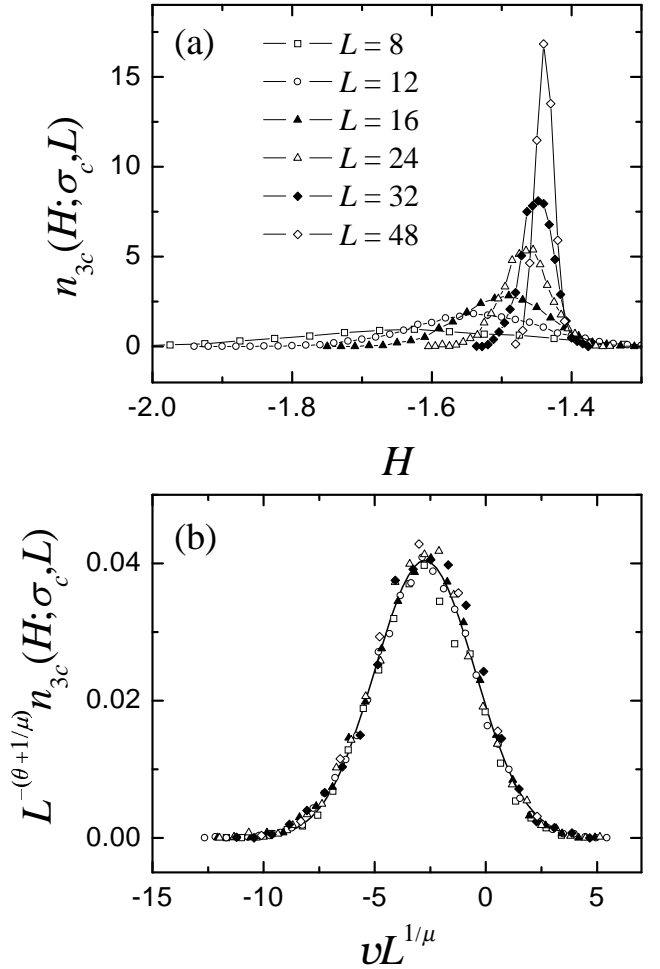 (a)
L = 8
L = 12
L = 16
L = 24
L = 32
L = 48
n₃c(H;σc,L)
15
10
5
0
-2.0 -1.8 -1.6 -1.4
H
(b)
L^-(θ+1/μ) n₃c(H;σc,L)
0.04
0.02
0.00
-15 -10 -5 0 5
υL^1/μ